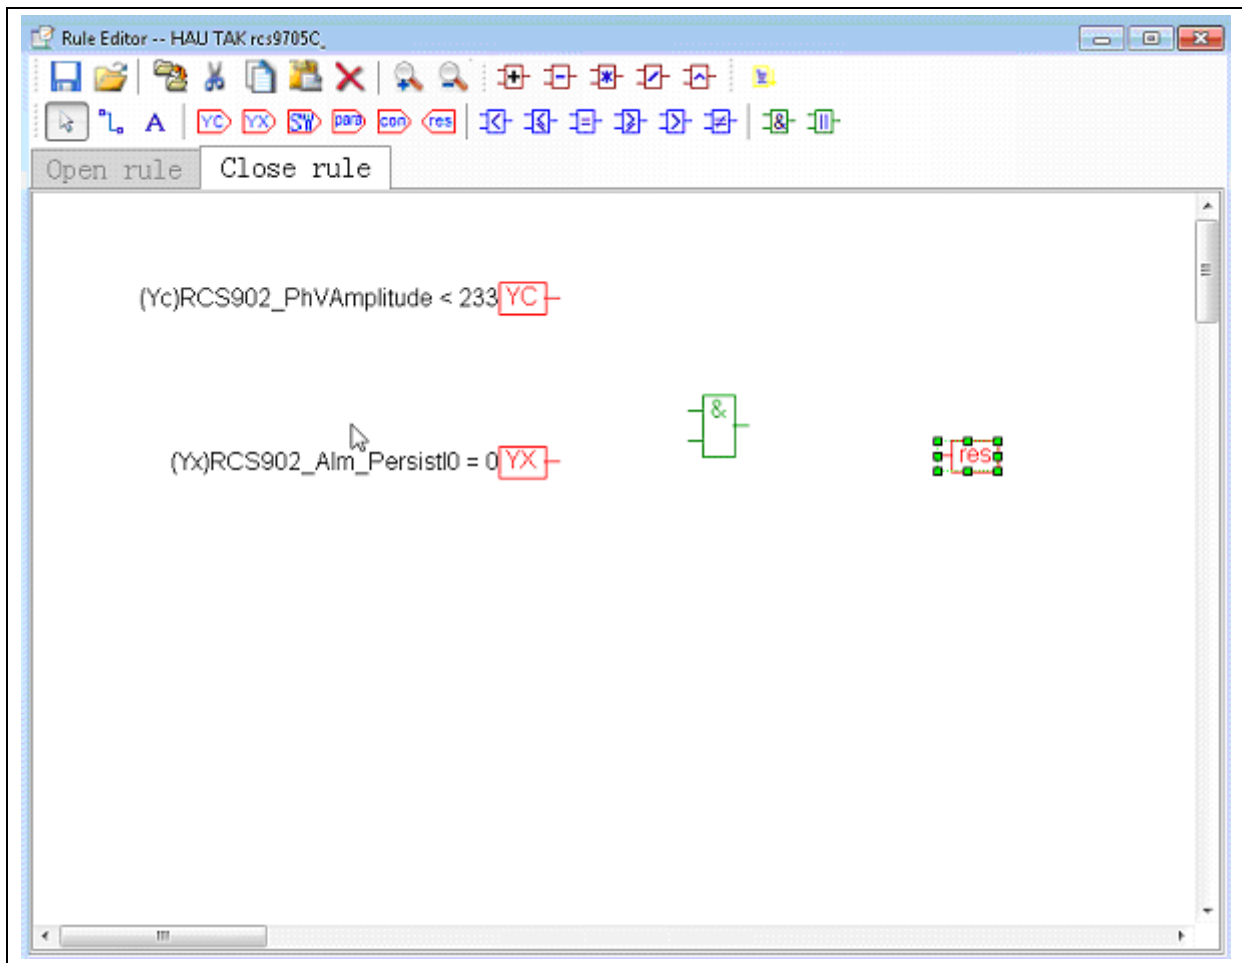 Rule Editor -- HAU TAK rcs9705C_
A YC YX SW para con res < ≤ = ≥ > ≠ & ||
Open rule Close rule
(Yc)RCS902_PhVAmplitude < 233 YC
&
(Yx)RCS902_Alm_PersistI0 = 0 YX
res